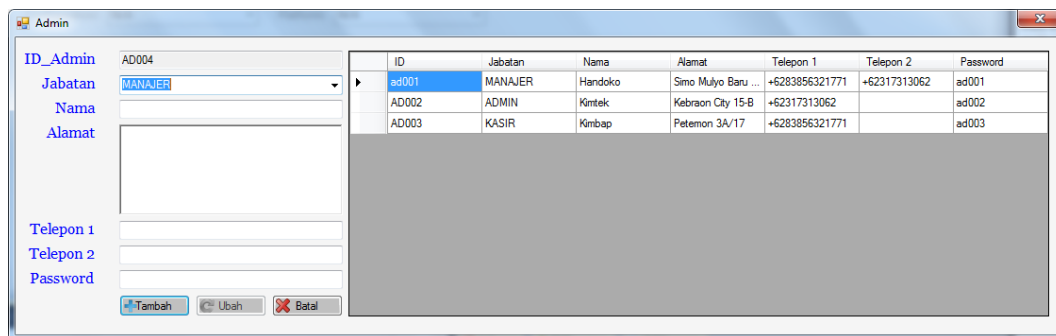 Admin
ID_Admin AD004
Jabatan MANAJER
Nama
Alamat
Telepon 1
Telepon 2
Password
Tambah Ubah Batal
ID Jabatan Nama Alamat Telepon 1 Telepon 2 Password
ad001 MANAJER Handoko Simo Mulyo Baru ... +6283856321771 +62317313062 ad001
AD002 ADMIN Kimtek Kebraon City 15-B +62317313062 ad002
AD003 KASIR Kimbap Petemon 3A/17 +6283856321771 ad003